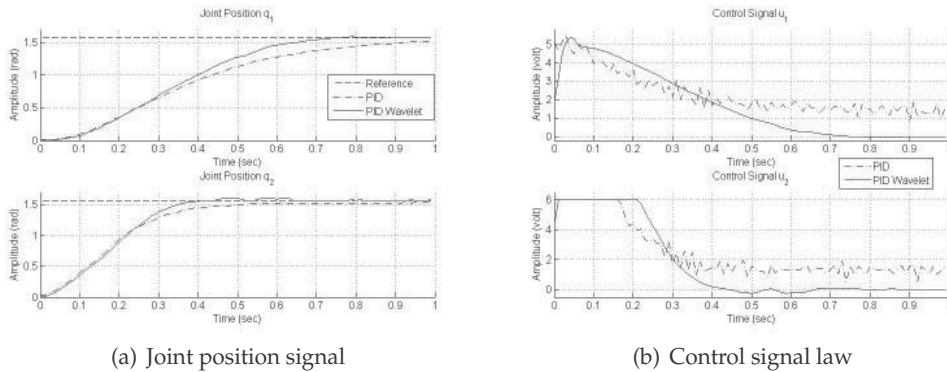 Joint Position q1
Amplitude (rad)
1.5
1
0.5
0
Reference
PID
PID Wavelet
0 0.1 0.2 0.3 0.4 0.5 0.6 0.7 0.8 0.9 1
Time (sec)
Joint Position q2
Amplitude (rad)
1.5
1
0.5
0
0 0.1 0.2 0.3 0.4 0.5 0.6 0.7 0.8 0.9 1
Time (sec)
(a) Joint position signal
Control Signal u1
Amplitude (volt)
5
4
3
2
1
0
0 0.1 0.2 0.3 0.4 0.5 0.6 0.7 0.8 0.9
Time (sec)
PID
PID Wavelet
Control Signal u2
Amplitude (volt)
6
4
2
0
0 0.1 0.2 0.3 0.4 0.5 0.6 0.7 0.8 0.9
Time (sec)
(b) Control signal law